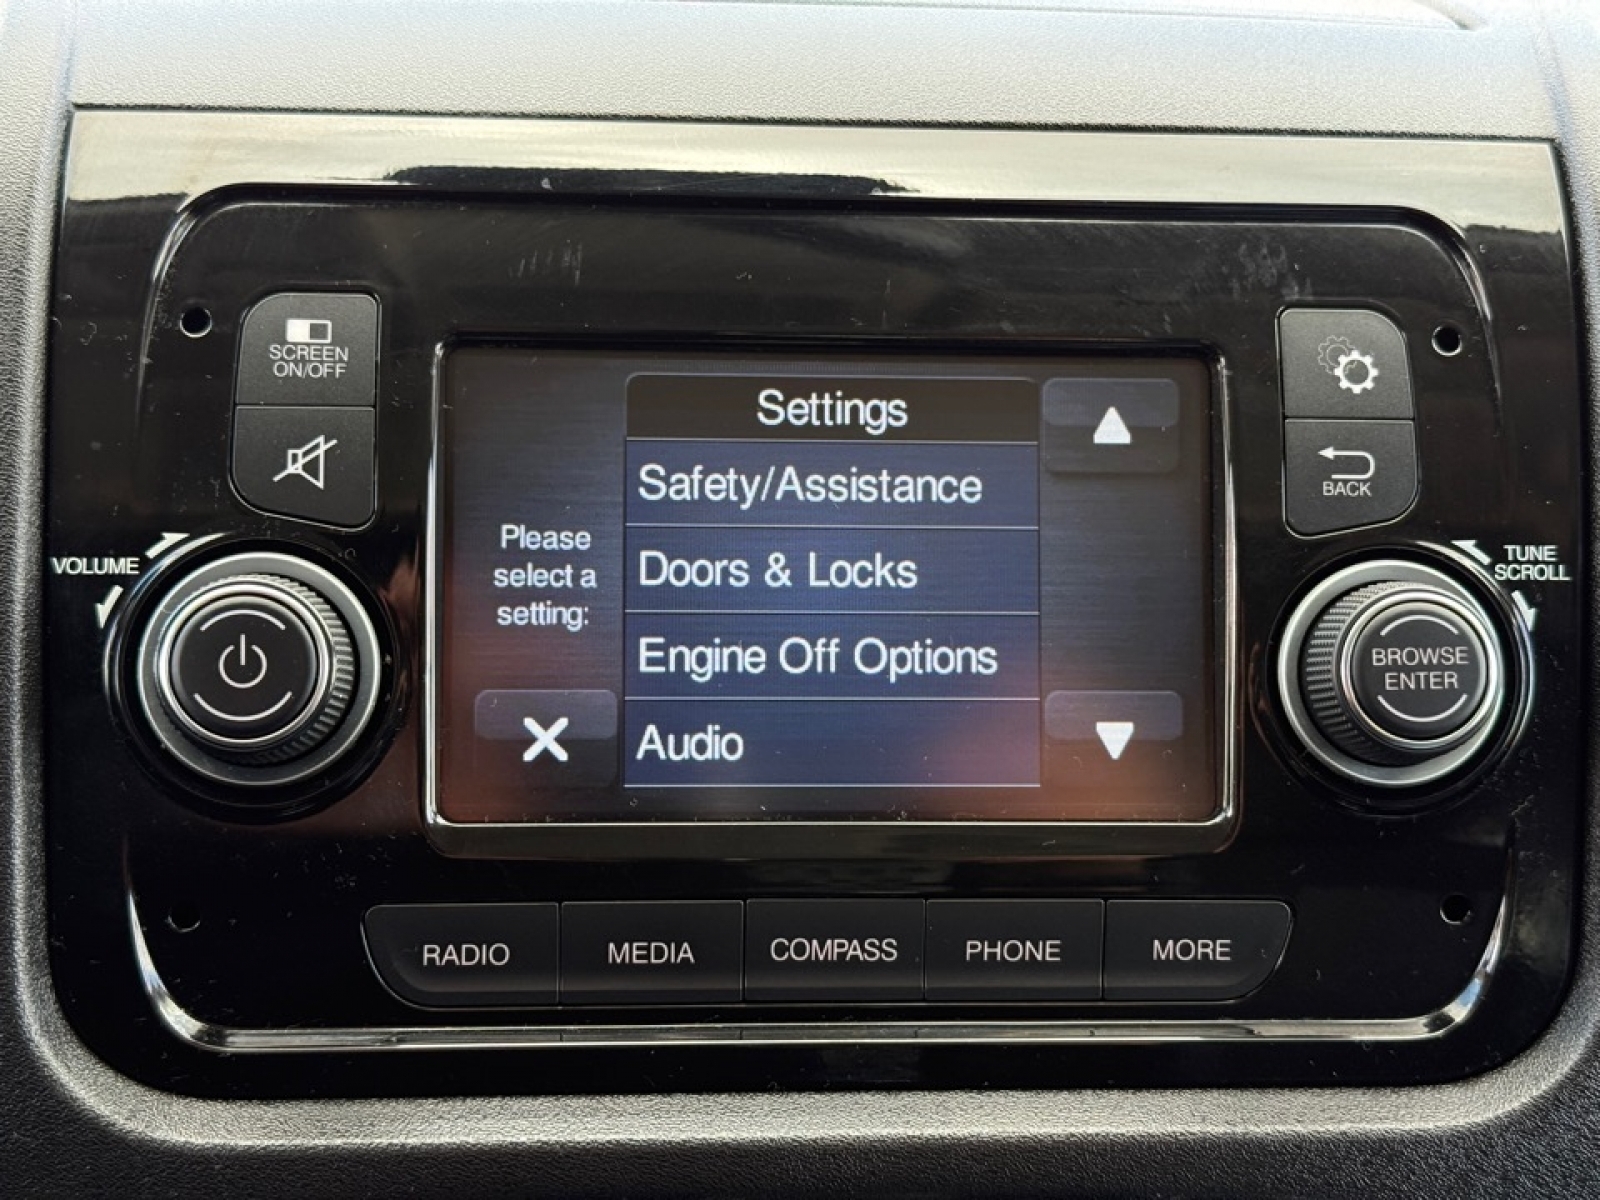 SCREEN
ON/OFF
VOLUME
Settings
Safety/Assistance
Doors & Locks
Engine Off Options
Audio
Please
select a
setting:
BACK
TUNE
SCROLL
BROWSE
ENTER
RADIO
MEDIA
COMPASS
PHONE
MORE